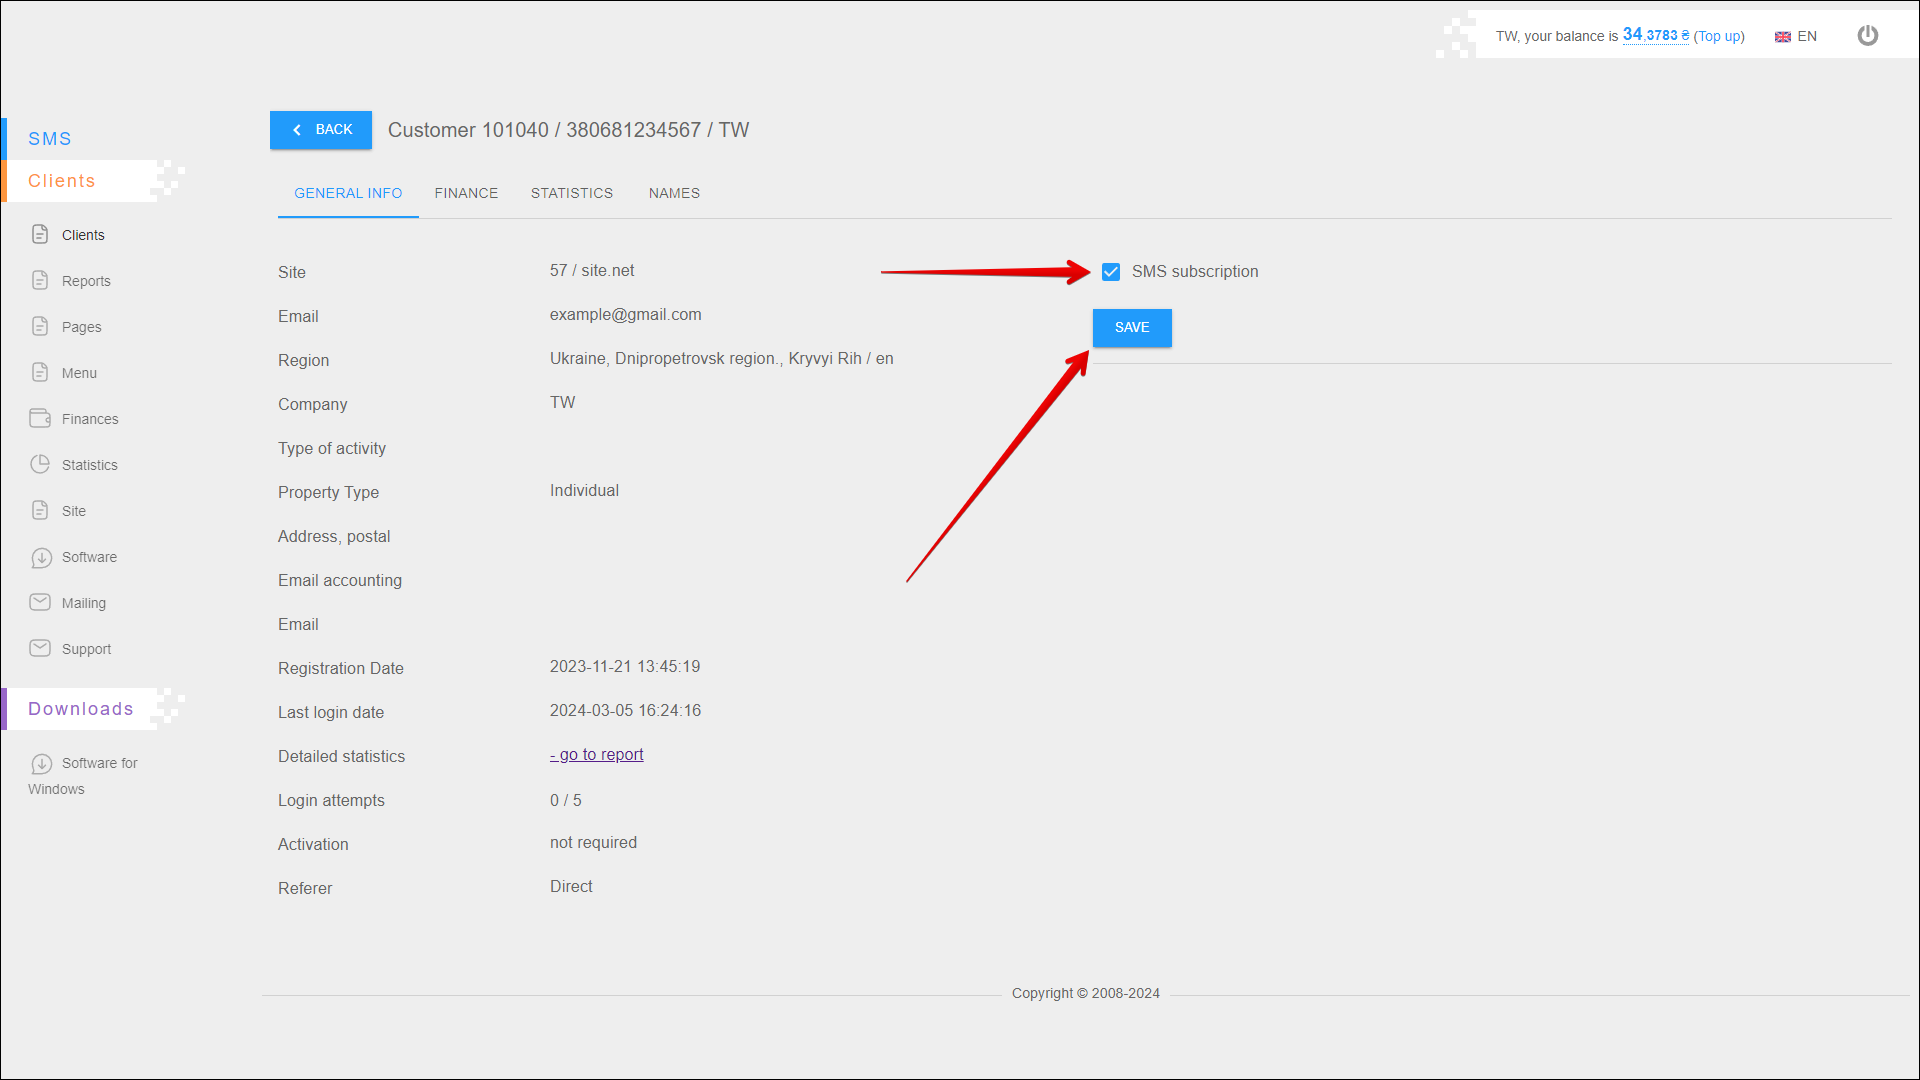 TW, your balance is 34,3783 ₴ (Top up) EN
BACK Customer 101040 / 380681234567 / TW
SMS
Clients
Clients
Reports
Pages
Menu
Finances
Statistics
Site
Software
Mailing
Support
Downloads
Software for
Windows
GENERAL INFO FINANCE STATISTICS NAMES
Site 57 / site.net
Email example@gmail.com
Region Ukraine, Dnipropetrovsk region., Kryvyi Rih / en
Company TW
Type of activity
Property Type Individual
Address, postal
Email accounting
Email
Registration Date 2023-11-21 13:45:19
Last login date 2024-03-05 16:24:16
Detailed statistics - go to report
Login attempts 0 / 5
Activation not required
Referer Direct
SMS subscription
SAVE
Copyright © 2008-2024